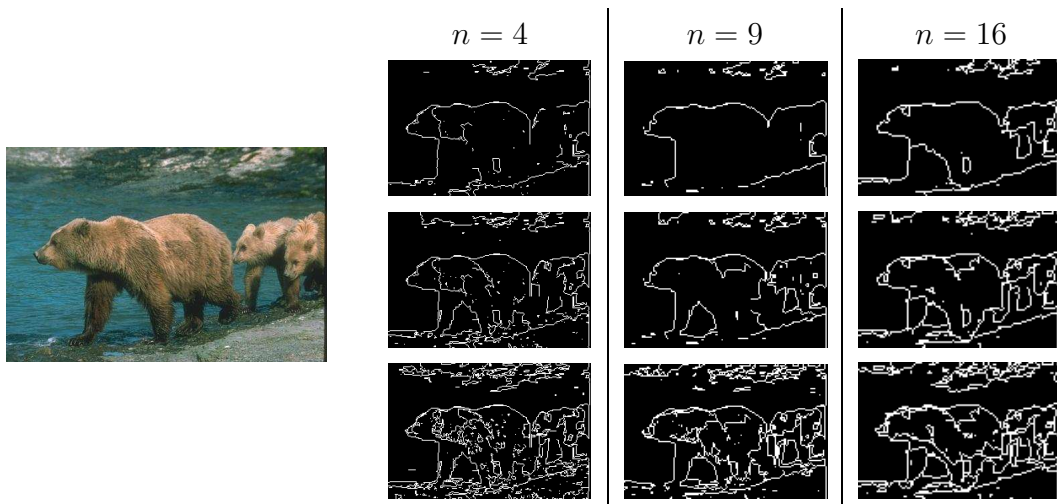 n = 4 n = 9 n = 16